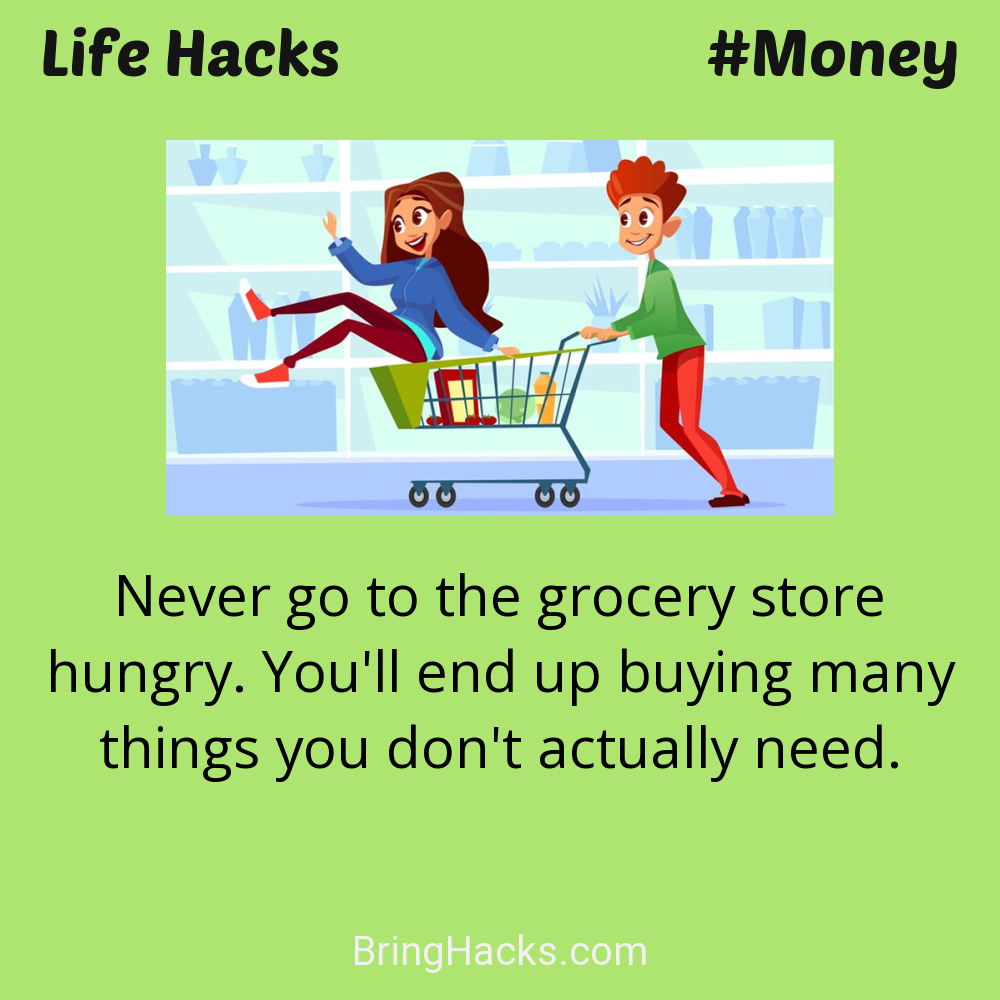 Life Hacks
#Money
Never go to the grocery store
hungry. You'll end up buying many
things you don't actually need.
BringHacks.com